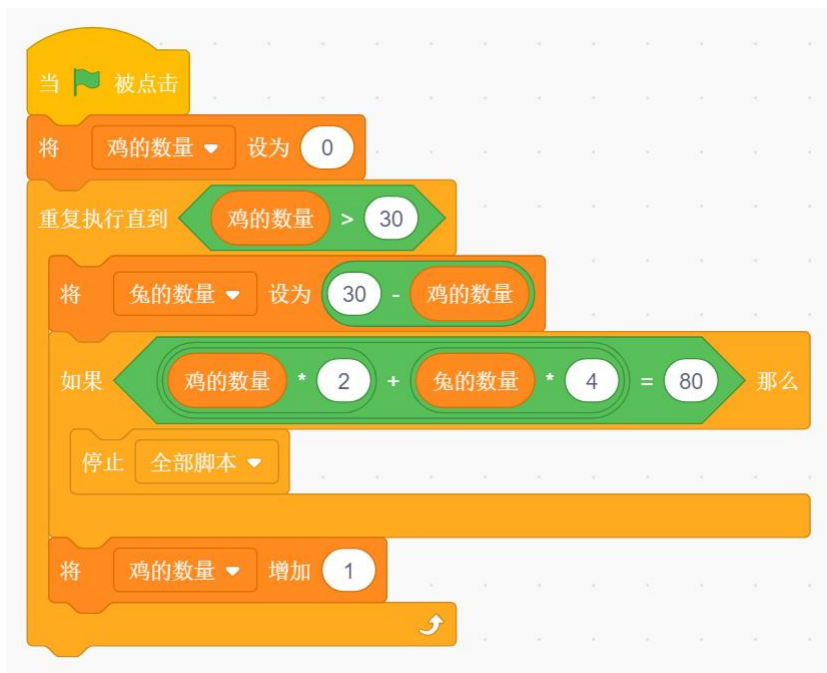 当 被点击
将 鸡的数量 设为 0
重复执行直到 鸡的数量 > 30
将 兔的数量 设为 30 - 鸡的数量
如果 鸡的数量 * 2 + 兔的数量 * 4 = 80 那么
停止 全部脚本
将 鸡的数量 增加 1